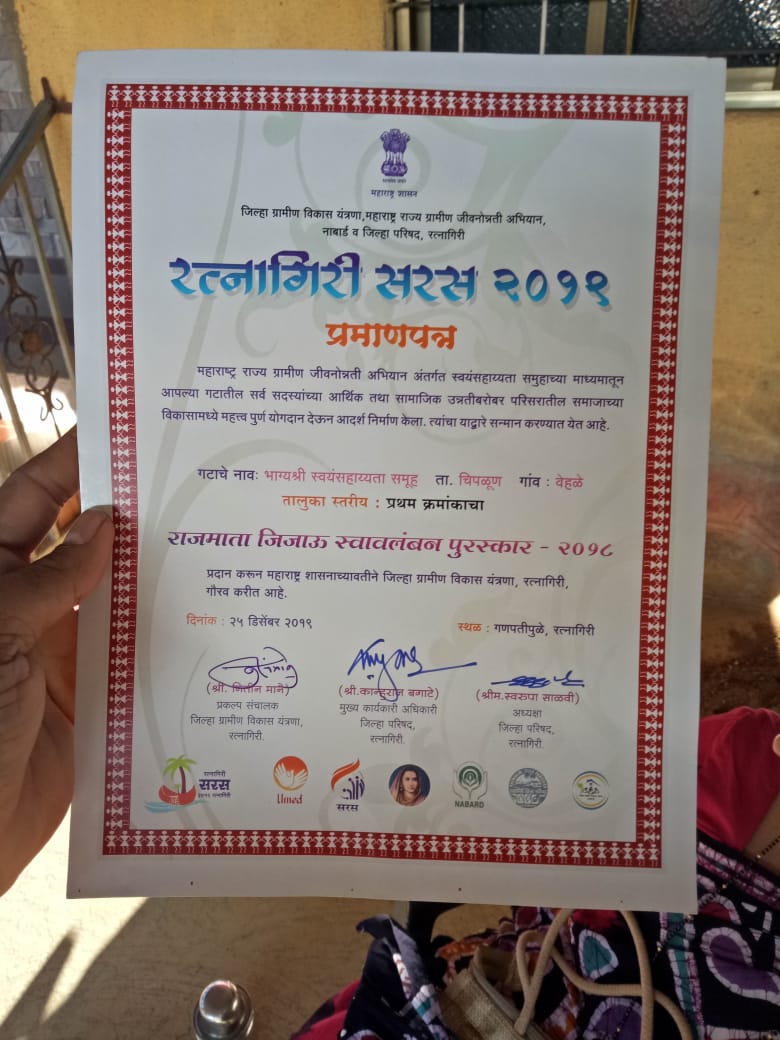 महाराष्ट्र शासन
जिल्हा ग्रामीण विकास यंत्रणा,महाराष्ट्र राज्य ग्रामीण जीवनोन्नती अभियान,
नाबार्ड व जिल्हा परिषद, रत्नागिरी
रत्नागिरी सरस २०१९
प्रमाणपत्र
महाराष्ट्र राज्य ग्रामीण जीवनोन्नती अभियान अंतर्गत स्वयंसहाय्यता समुहाच्या माध्यमातून
आपल्या गटातील सर्व सदस्यांच्या आर्थिक तथा सामाजिक उन्नतीबरोबर परिसरातील समाजाच्या
विकासामध्ये महत्त्व पुर्ण योगदान देऊन आदर्श निर्माण केला. त्यांचा याद्वारे सन्मान करण्यात येत आहे.
गटाचे नावः भाग्यश्री स्वयंसहाय्यता समूह ता. चिपळूण गांव : वेहळे
तालुका स्तरीय : प्रथम क्रमांकाचा
राजमाता जिजाऊ स्वावलंबन पुरस्कार - २०१८
प्रदान करून महाराष्ट्र शासनाच्यावतीने जिल्हा ग्रामीण विकास यंत्रणा, रत्नागिरी,
गौरव करीत आहे.
दिनांक : २५ डिसेंबर २०१९ स्थळ : गणपतीपुळे, रत्नागिरी
(श्री. नितीन माने) (श्री.कान्हुराज बगाटे) (श्रीम.स्वरुपा साळवी)
प्रकल्प संचालक मुख्य कार्यकारी अधिकारी अध्यक्षा
जिल्हा ग्रामीण विकास यंत्रणा, जिल्हा परिषद, जिल्हा परिषद,
रत्नागिरी. रत्नागिरी. रत्नागिरी.
रत्नागिरी
सरस
Umed
सरस
NABARD